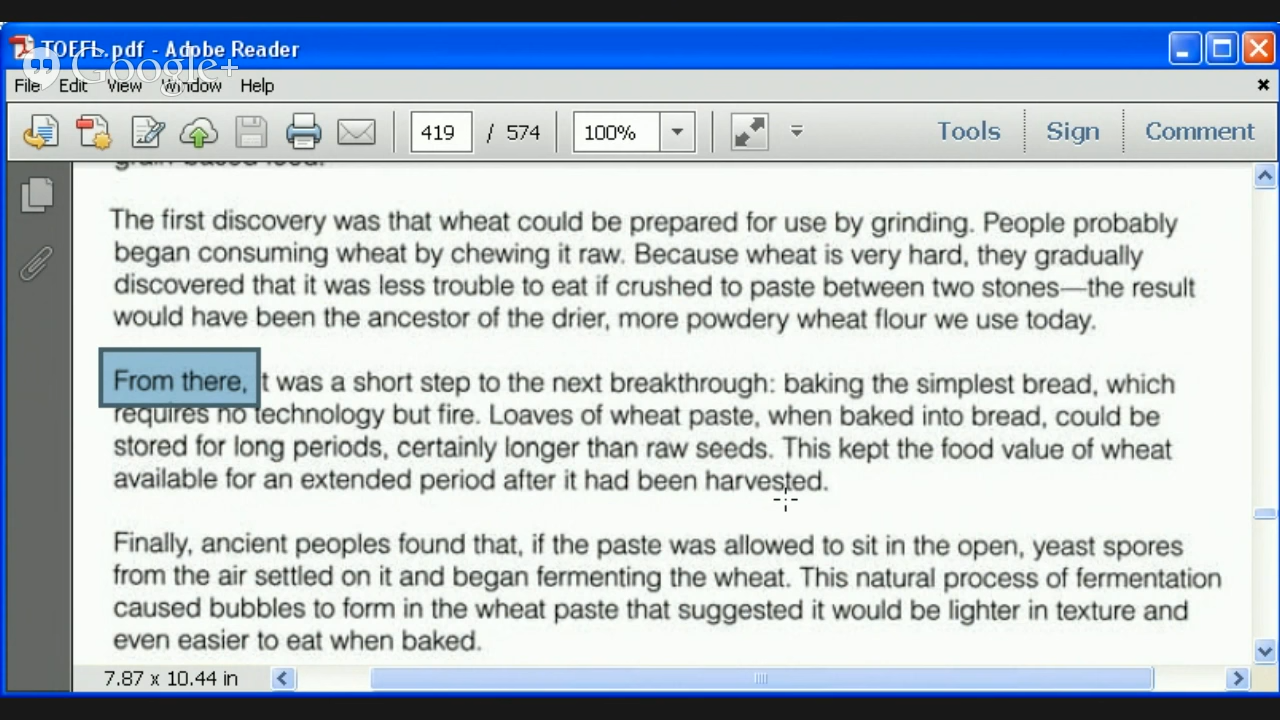 TOEFL.pdf - Adobe Reader
Google+
File Edit View Window Help
419 / 574 100% Tools Sign Comment
grain-based food.
The first discovery was that wheat could be prepared for use by grinding. People probably
began consuming wheat by chewing it raw. Because wheat is very hard, they gradually
discovered that it was less trouble to eat if crushed to paste between two stones—the result
would have been the ancestor of the drier, more powdery wheat flour we use today.
From there, it was a short step to the next breakthrough: baking the simplest bread, which
requires no technology but fire. Loaves of wheat paste, when baked into bread, could be
stored for long periods, certainly longer than raw seeds. This kept the food value of wheat
available for an extended period after it had been harvested.
Finally, ancient peoples found that, if the paste was allowed to sit in the open, yeast spores
from the air settled on it and began fermenting the wheat. This natural process of fermentation
caused bubbles to form in the wheat paste that suggested it would be lighter in texture and
even easier to eat when baked.
7.87 x 10.44 in